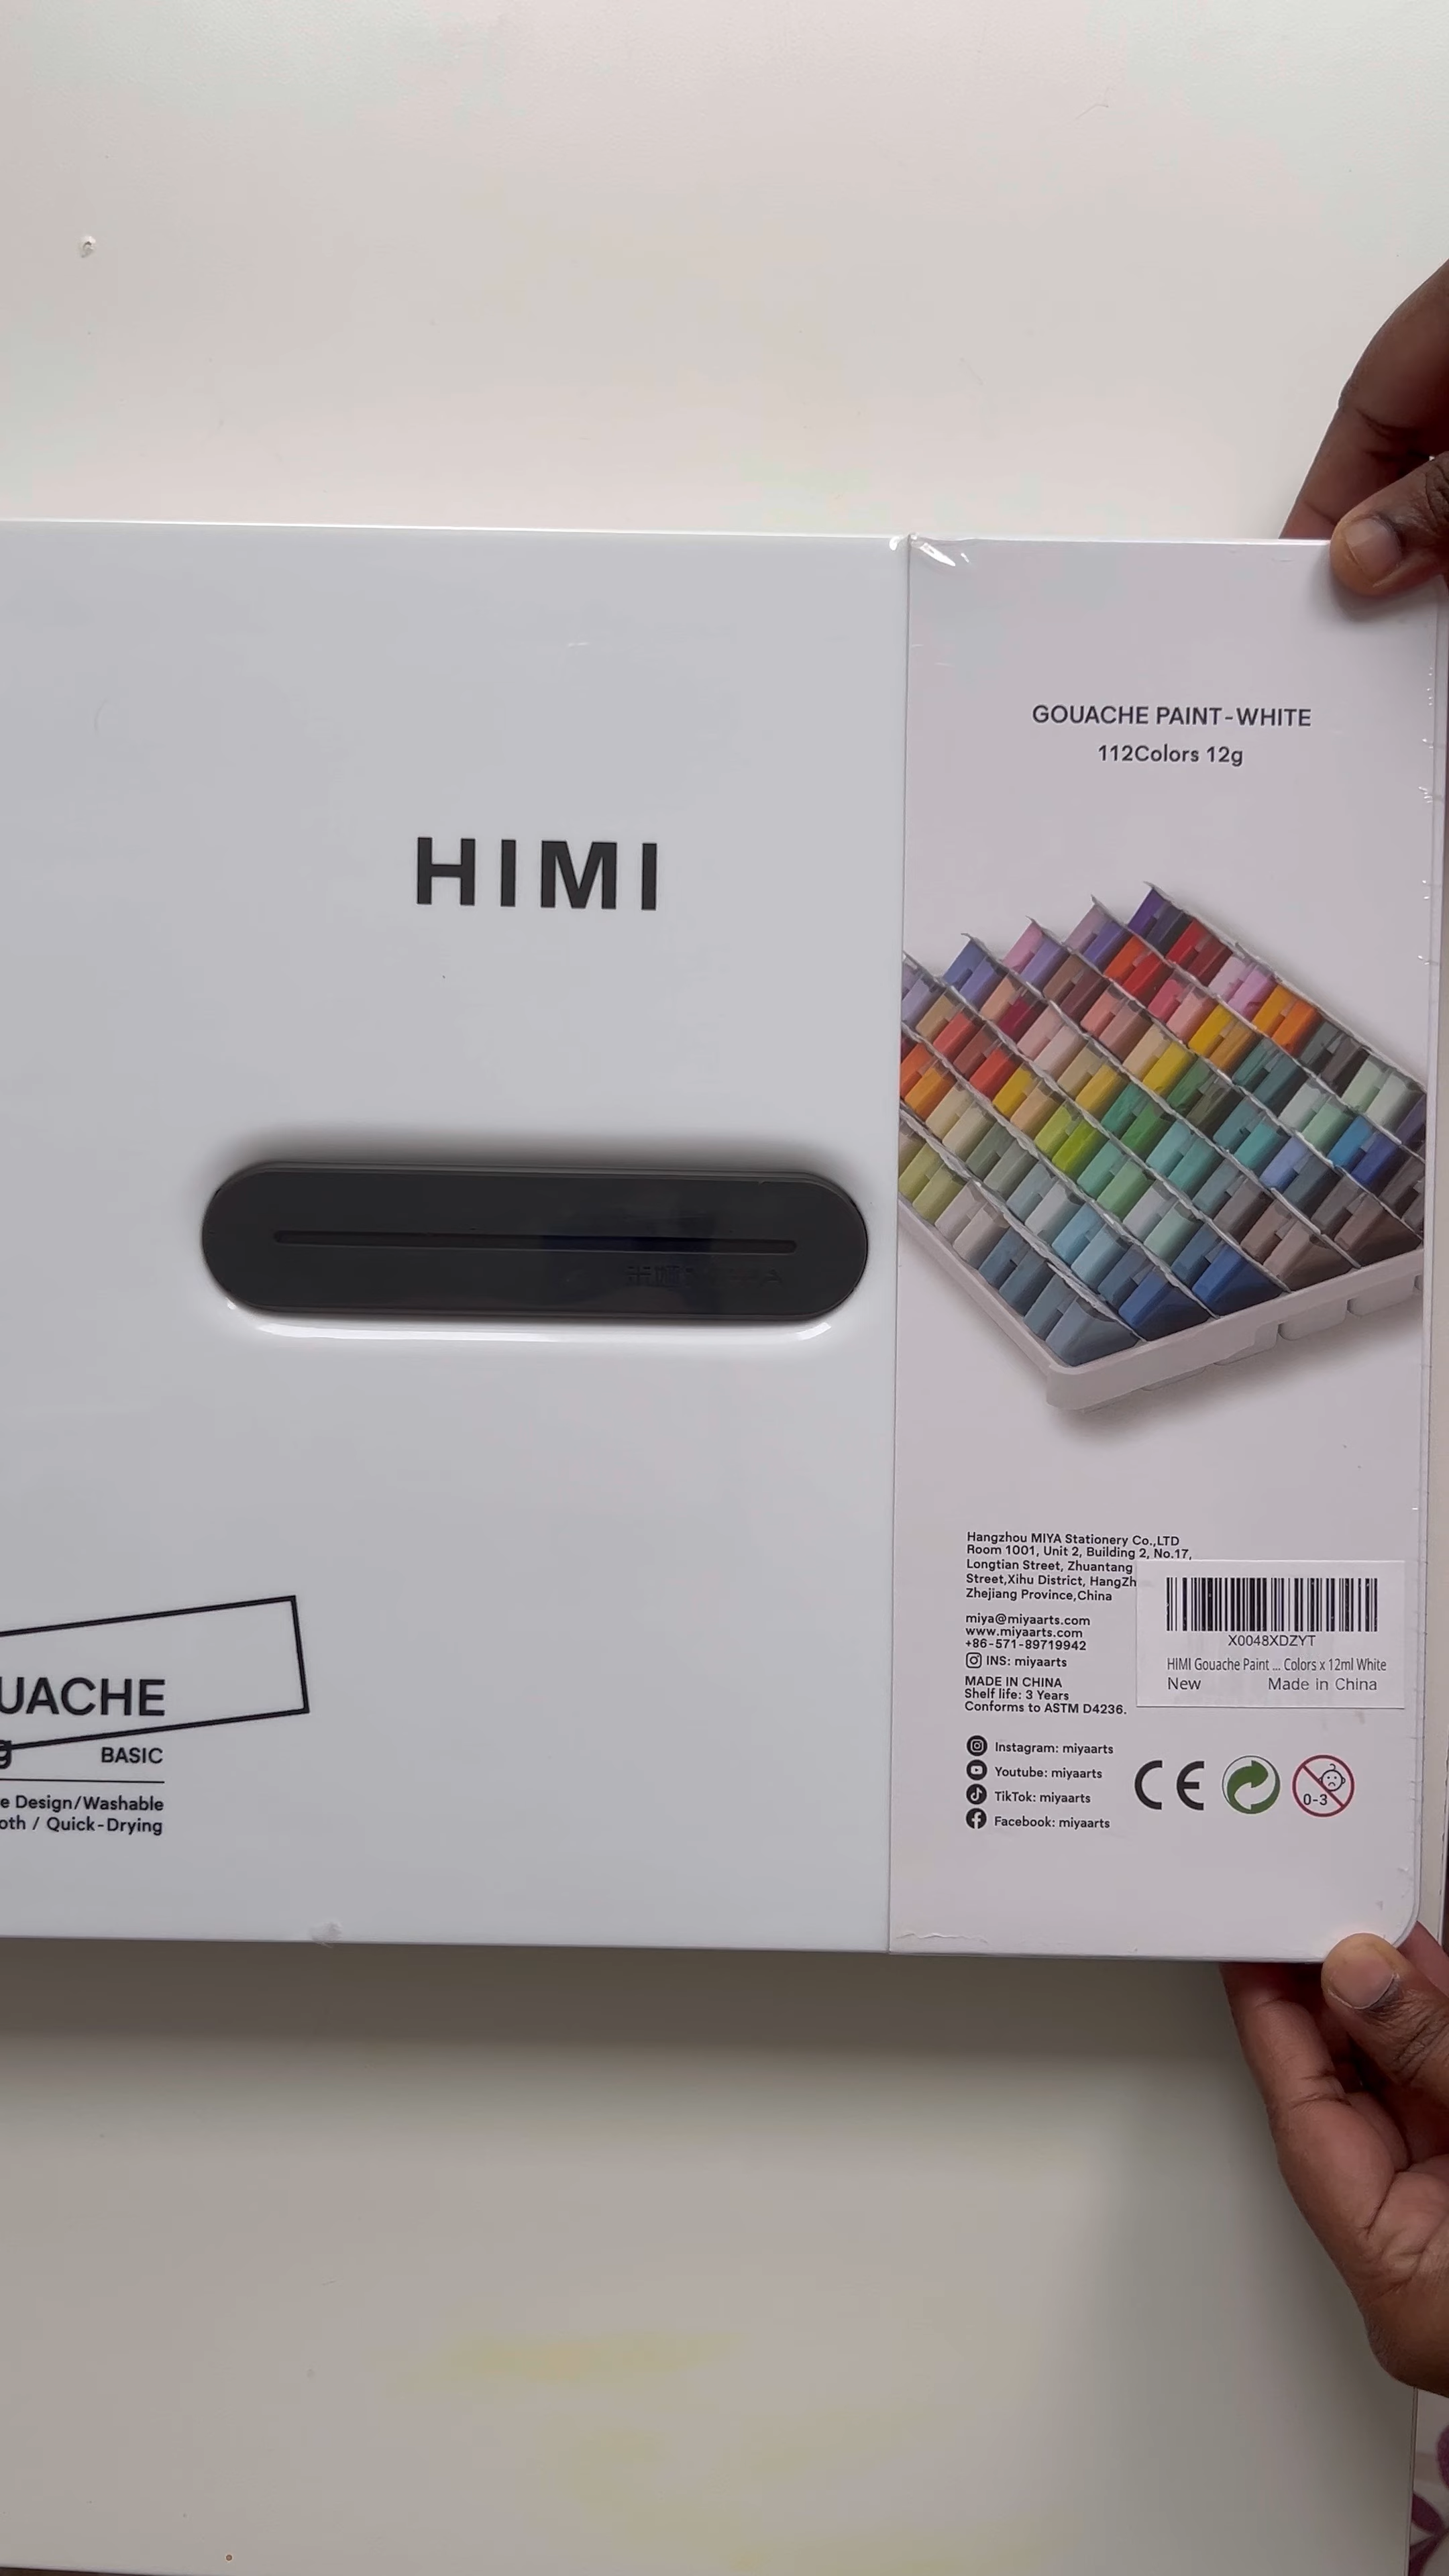 HIMI
UACHE
g BASIC
e Design/Washable
oth / Quick-Drying
GOUACHE PAINT-WHITE
112Colors 12g
Hangzhou MIYA Stationery Co.,LTD
Room 1001, Unit 2, Building 2, No.17,
Longtian Street, Zhuantang
Street,Xihu District, HangZh
Zhejiang Province,China
miya@miyaarts.com
www.miyaarts.com
+86-571-89719942
INS: miyaarts
MADE IN CHINA
Shelf life: 3 Years
Conforms to ASTM D4236.
Instagram: miyaarts
Youtube: miyaarts
TikTok: miyaarts
Facebook: miyaarts
X0048XDZYT
HIMI Gouache Paint ... Colors x 12ml White
New Made in China
CE
0-3